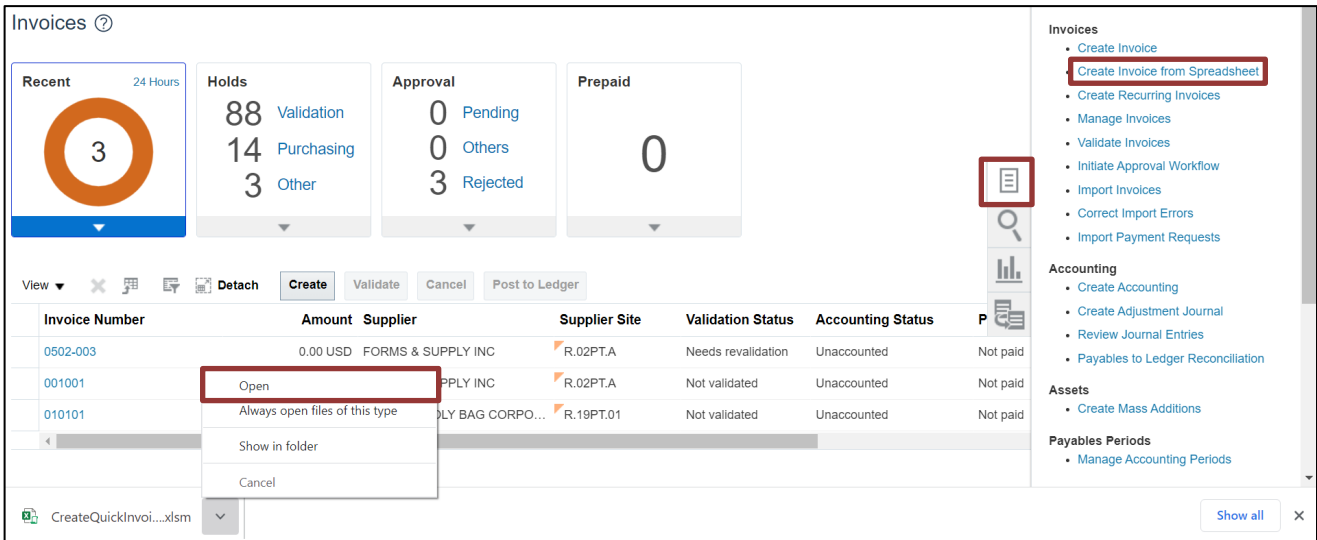 Invoices ?
Recent 24 Hours
3
Holds
88 Validation
14 Purchasing
3 Other
Approval
0 Pending
0 Others
3 Rejected
Prepaid
0
View Detach Create Validate Cancel Post to Ledger
Invoice Number Amount Supplier Supplier Site Validation Status Accounting Status P
0502-003 0.00 USD FORMS & SUPPLY INC R.02PT.A Needs revalidation Unaccounted Not paid
001001 PPLY INC R.02PT.A Not validated Unaccounted Not paid
010101 OLY BAG CORPO... R.19PT.01 Not validated Unaccounted Not paid
Open
Always open files of this type
Show in folder
Cancel
CreateQuickInvoi....xlsm
Show all
Invoices
Create Invoice
Create Invoice from Spreadsheet
Create Recurring Invoices
Manage Invoices
Validate Invoices
Initiate Approval Workflow
Import Invoices
Correct Import Errors
Import Payment Requests
Accounting
Create Accounting
Create Adjustment Journal
Review Journal Entries
Payables to Ledger Reconciliation
Assets
Create Mass Additions
Payables Periods
Manage Accounting Periods